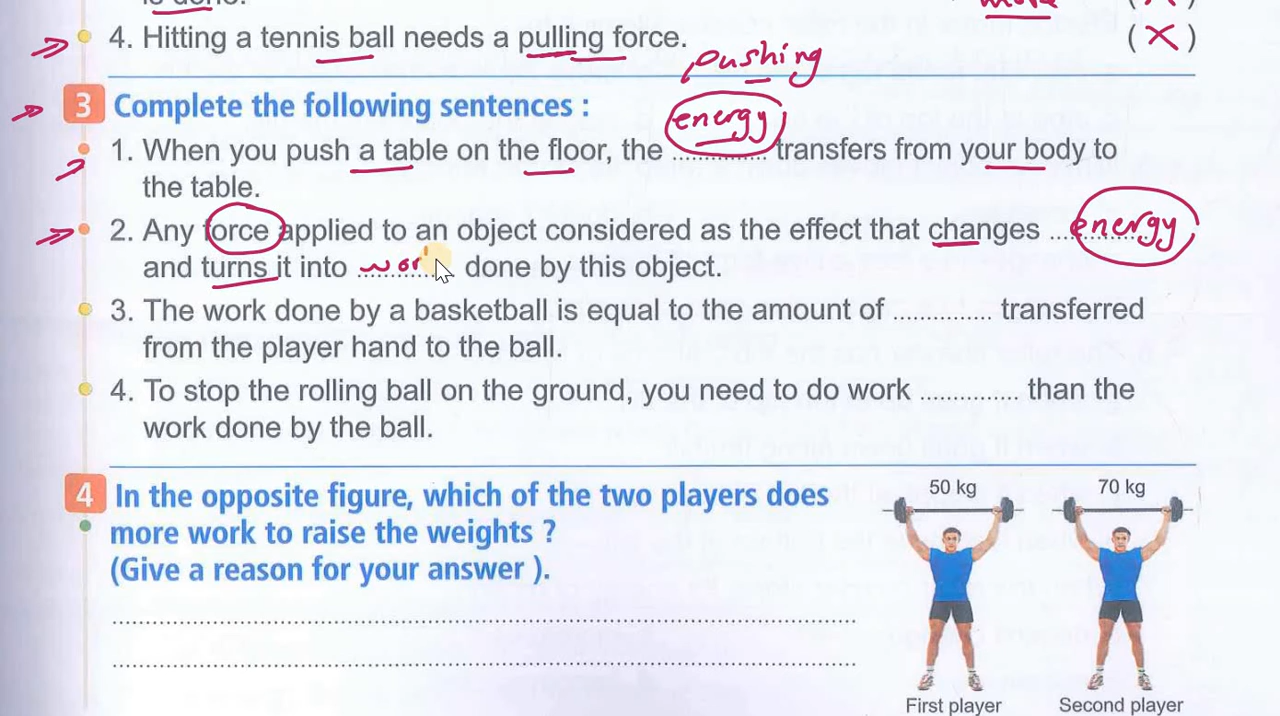 is done.
more
4. Hitting a tennis ball needs a pulling force.
(X)
pushing
3 Complete the following sentences :
1. When you push a table on the floor, the energy transfers from your body to
the table.
2. Any force applied to an object considered as the effect that changes energy
and turns it into wor done by this object.
3. The work done by a basketball is equal to the amount of ............. transferred
from the player hand to the ball.
4. To stop the rolling ball on the ground, you need to do work ............. than the
work done by the ball.
4 In the opposite figure, which of the two players does
more work to raise the weights ?
(Give a reason for your answer ).
50 kg
70 kg
First player
Second player